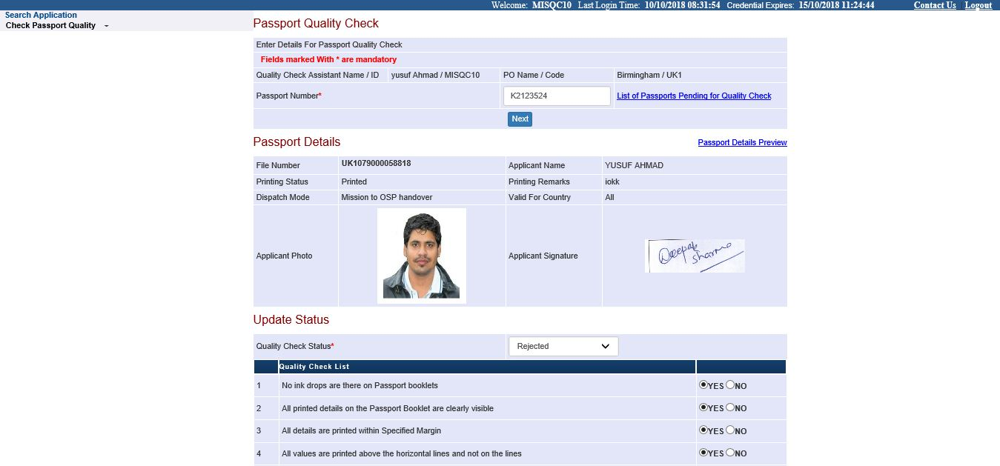 Welcome: MISQC10 Last Login Time: 10/10/2018 08:31:54 Credential Expires: 15/10/2018 11:24:44 Contact Us | Logout
Search Application
Check Passport Quality
Passport Quality Check
Enter Details For Passport Quality Check
Fields marked With * are mandatory
Quality Check Assistant Name / ID yusuf Ahmad / MISQC10 PO Name / Code Birmingham / UK1
Passport Number* K2123524 List of Passports Pending for Quality Check
Next
Passport Details Passport Details Preview
File Number UK1079000058818 Applicant Name YUSUF AHMAD
Printing Status Printed Printing Remarks iokk
Dispatch Mode Mission to OSP handover Valid For Country All
Applicant Photo Applicant Signature Deepak Sharma
Update Status
Quality Check Status* Rejected
Quality Check List
1 No ink drops are there on Passport booklets YES NO
2 All printed details on the Passport Booklet are clearly visible YES NO
3 All details are printed within Specified Margin YES NO
4 All values are printed above the horizontal lines and not on the lines YES NO